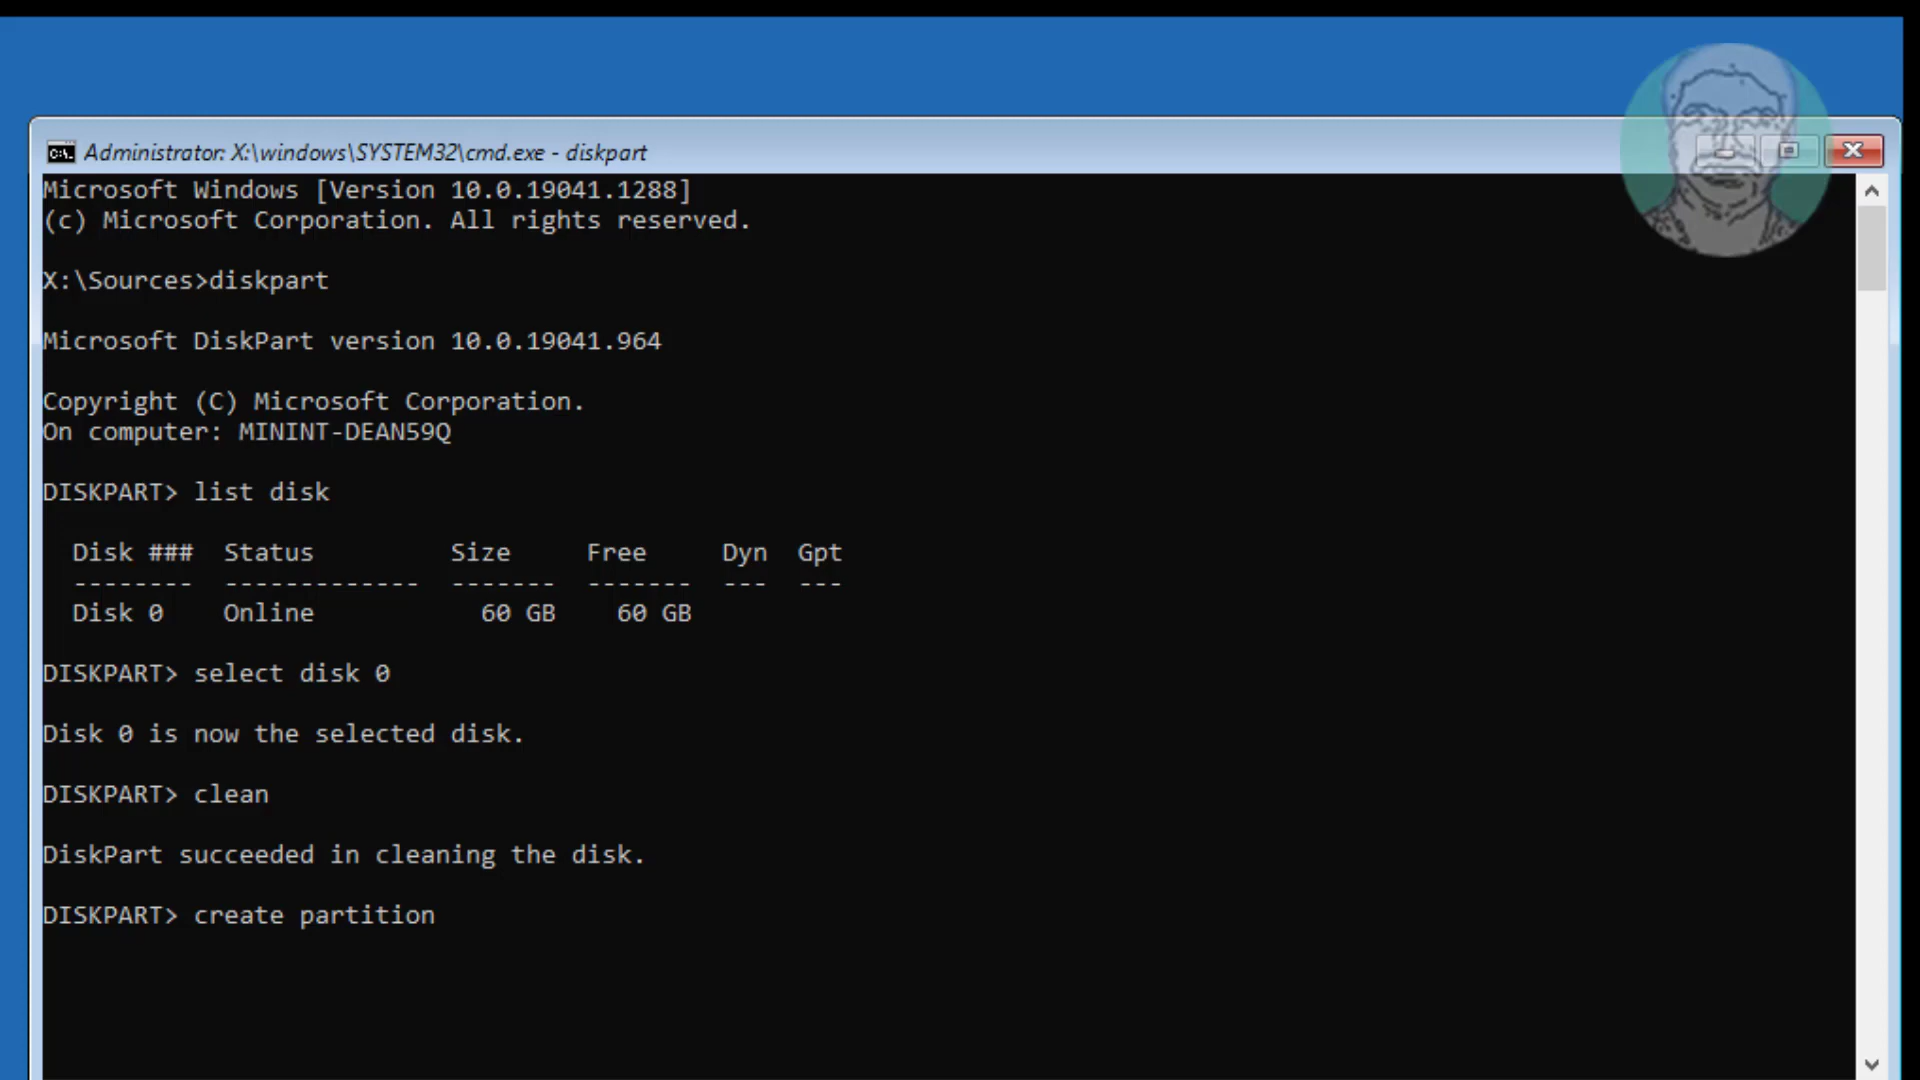 Administrator: X:\windows\SYSTEM32\cmd.exe - diskpart
Microsoft Windows [Version 10.0.19041.1288]
(c) Microsoft Corporation. All rights reserved.
X:\Sources>diskpart
Microsoft DiskPart version 10.0.19041.964
Copyright (C) Microsoft Corporation.
On computer: MININT-DEAN59Q
DISKPART> list disk
Disk ###  Status         Size     Free     Dyn  Gpt
--------  -------------  -------  -------  ---  ---
Disk 0    Online           60 GB    60 GB
DISKPART> select disk 0
Disk 0 is now the selected disk.
DISKPART> clean
DiskPart succeeded in cleaning the disk.
DISKPART> create partition